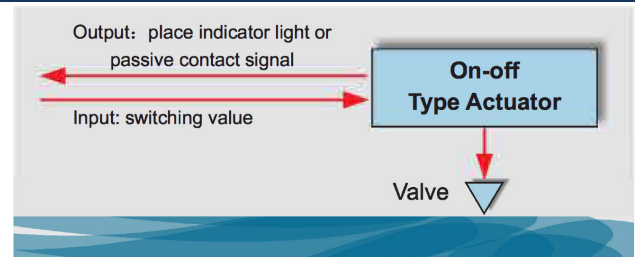 Output：place indicator light or
passive contact signal
Input: switching value
On-off
Type Actuator
Valve